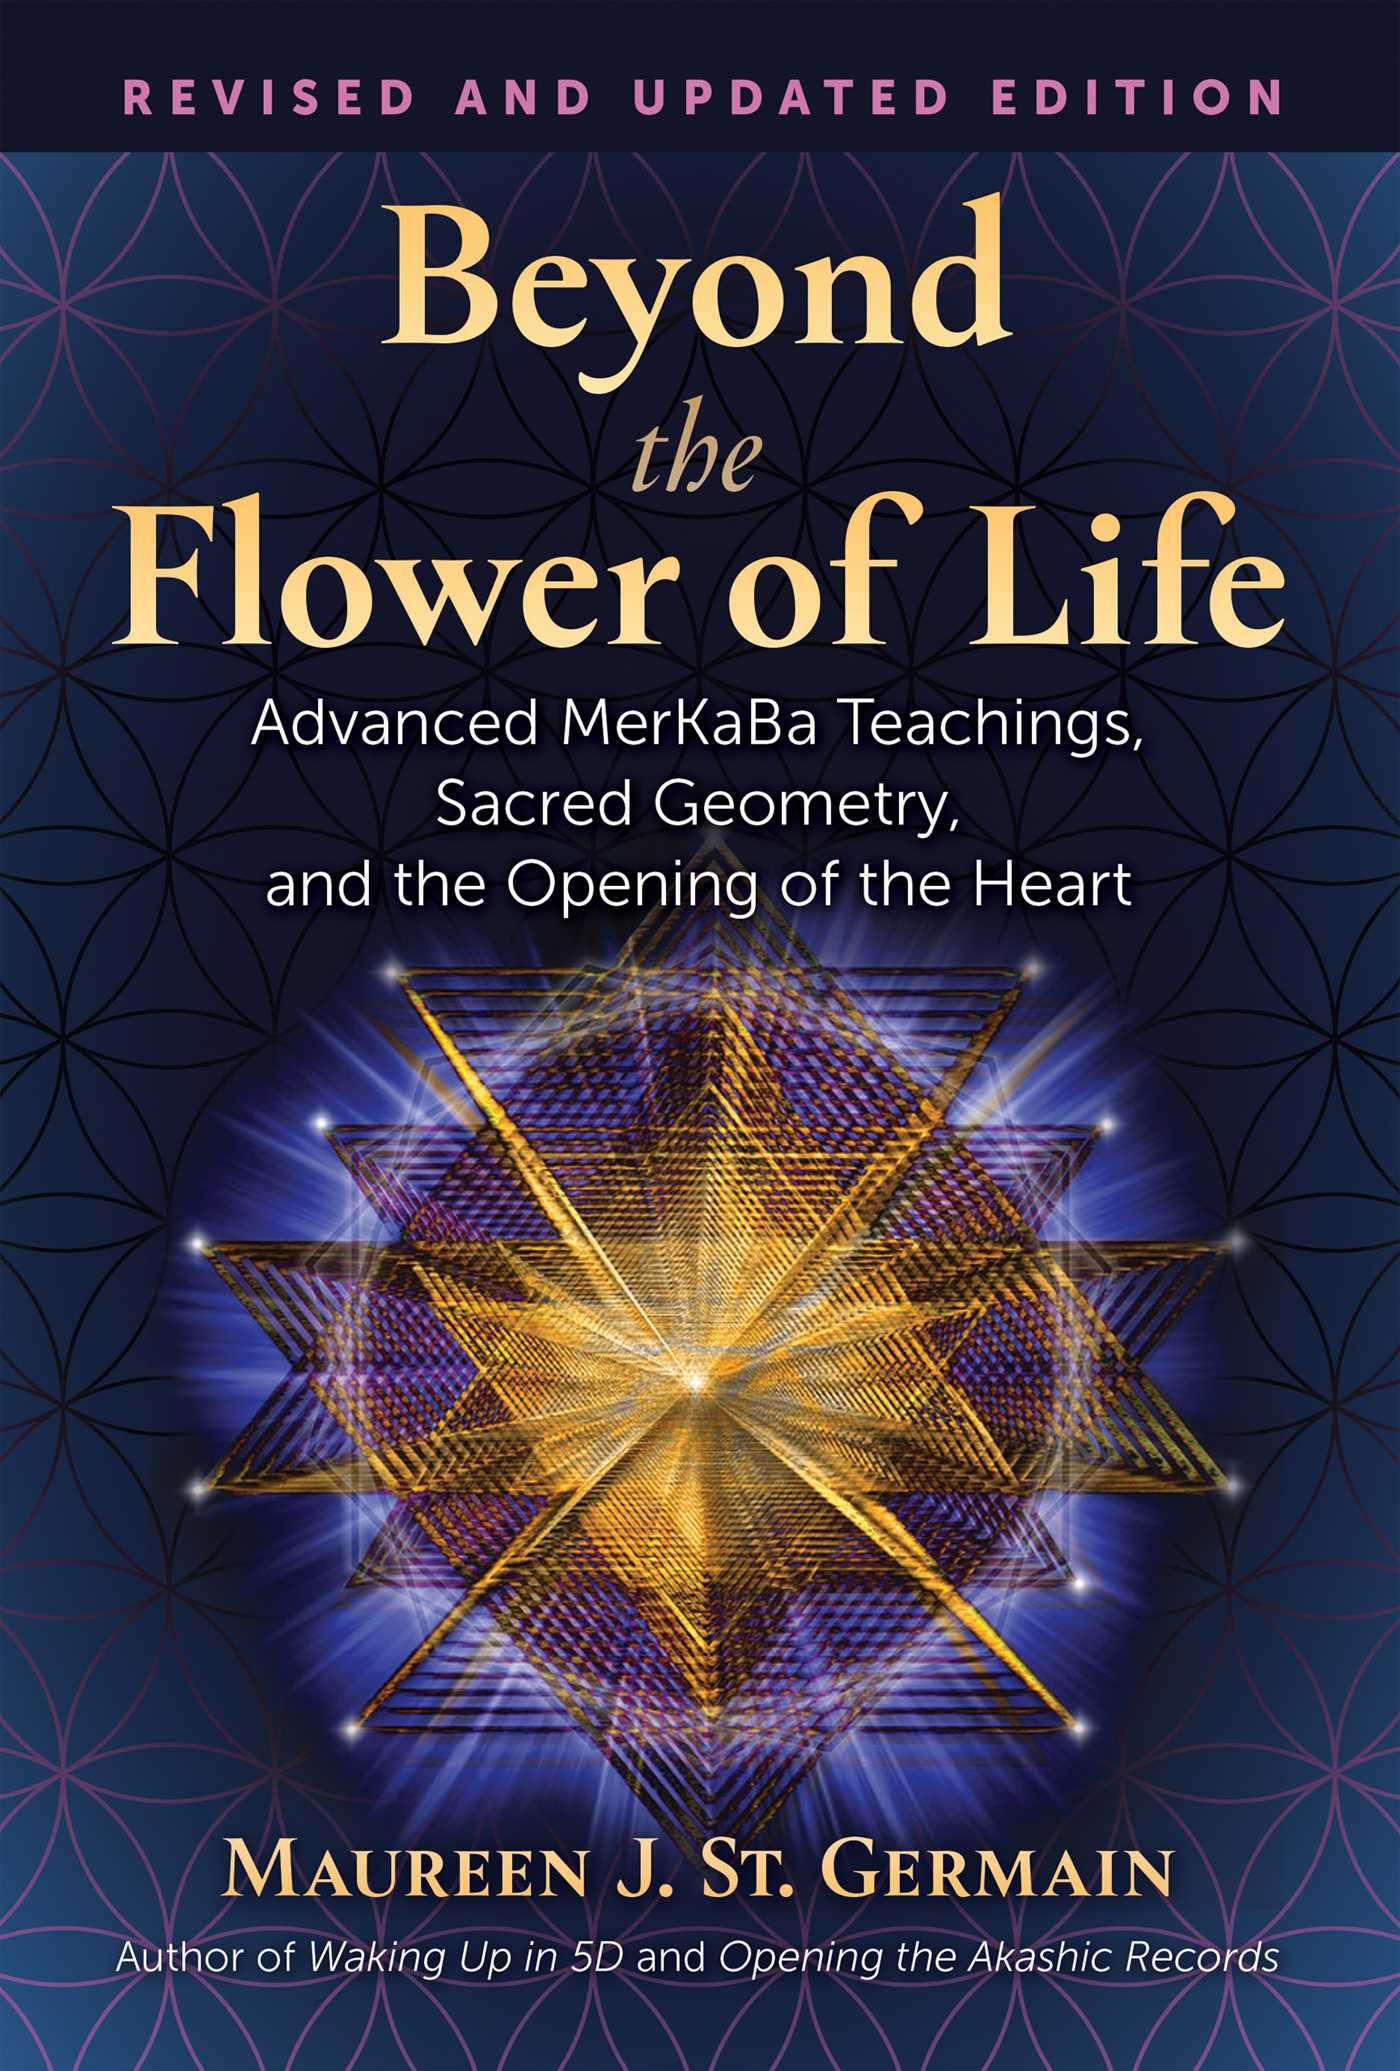 REVISED AND UPDATED EDITION
Beyond
the
Flower of Life
Advanced MerKaBa Teachings,
Sacred Geometry,
and the Opening of the Heart
Maureen J. St. Germain
Author of Waking Up in 5D and Opening the Akashic Records